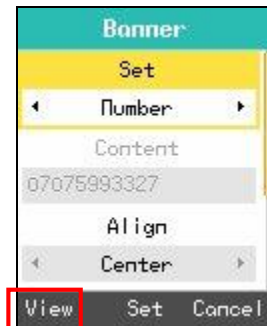 Banner
Set
Number
Content
07075993327
Align
Center
View Set Cancel